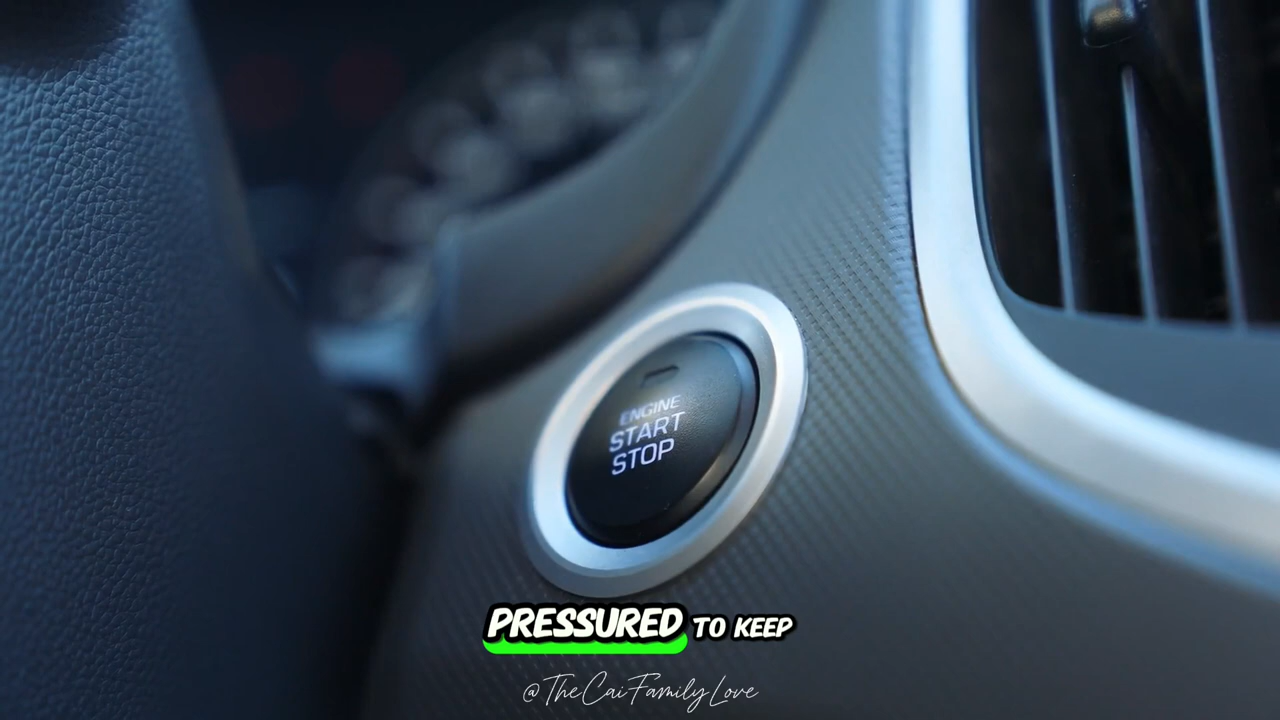 ENGINE
START
STOP
PRESSURED TO KEEP
@TheCaiFamilyLove